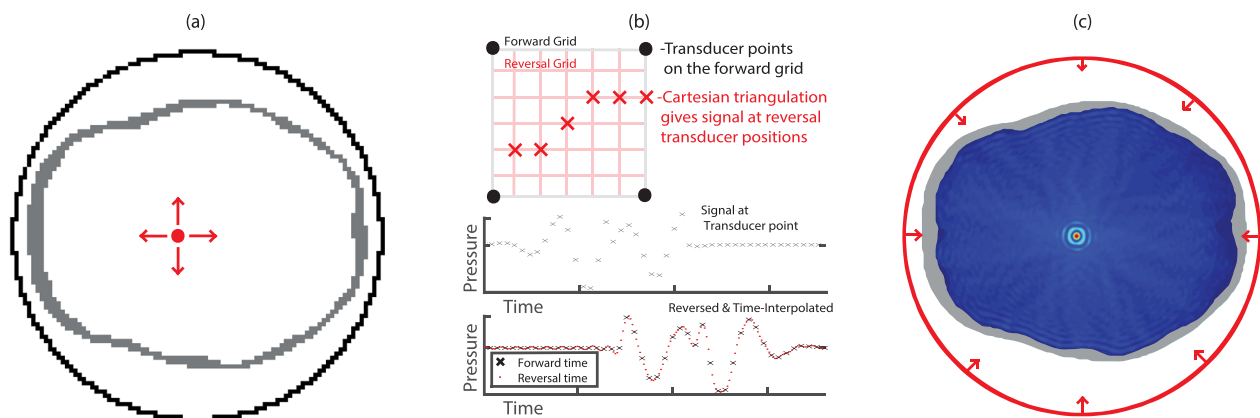 (a)
(b)
(c)
Forward Grid
Reversal Grid
-Transducer points
on the forward grid
-Cartesian triangulation
gives signal at reversal
transducer positions
Signal at
Transducer point
Pressure
Time
Reversed & Time-Interpolated
Pressure
Forward time
Reversal time
Time